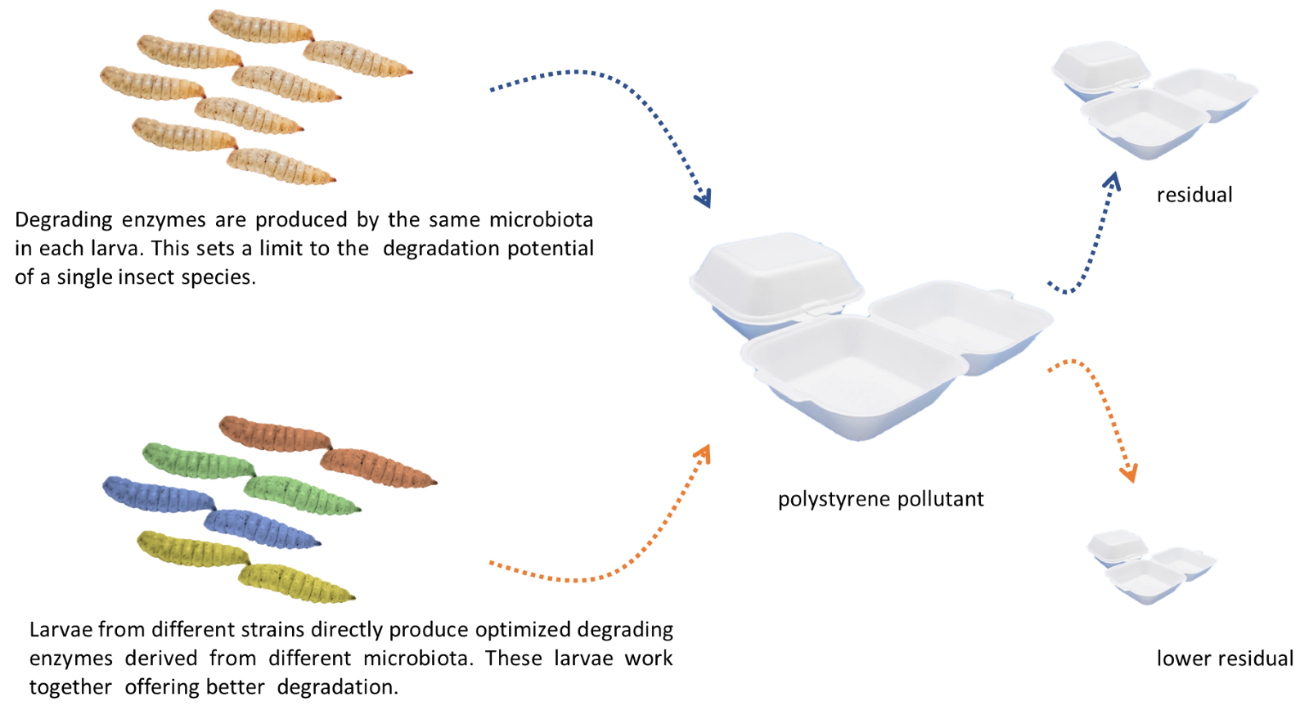 Degrading enzymes are produced by the same microbiota
in each larva. This sets a limit to the degradation potential
of a single insect species.
residual
polystyrene pollutant
Larvae from different strains directly produce optimized degrading
enzymes derived from different microbiota. These larvae work
together offering better degradation.
lower residual